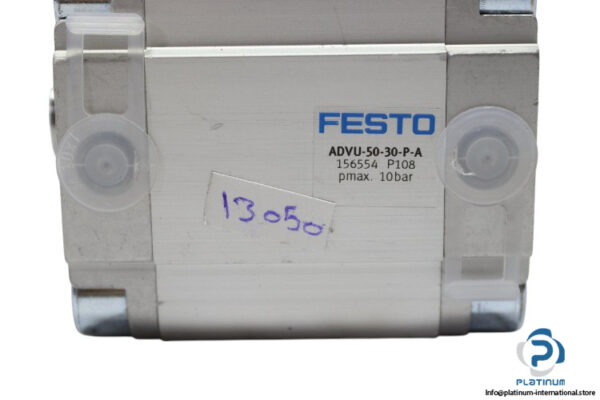 FESTO
ADVU-50-30-P-A
156554 P108
pmax. 10bar
13050
PLATINUM
Info@platinum-international.store